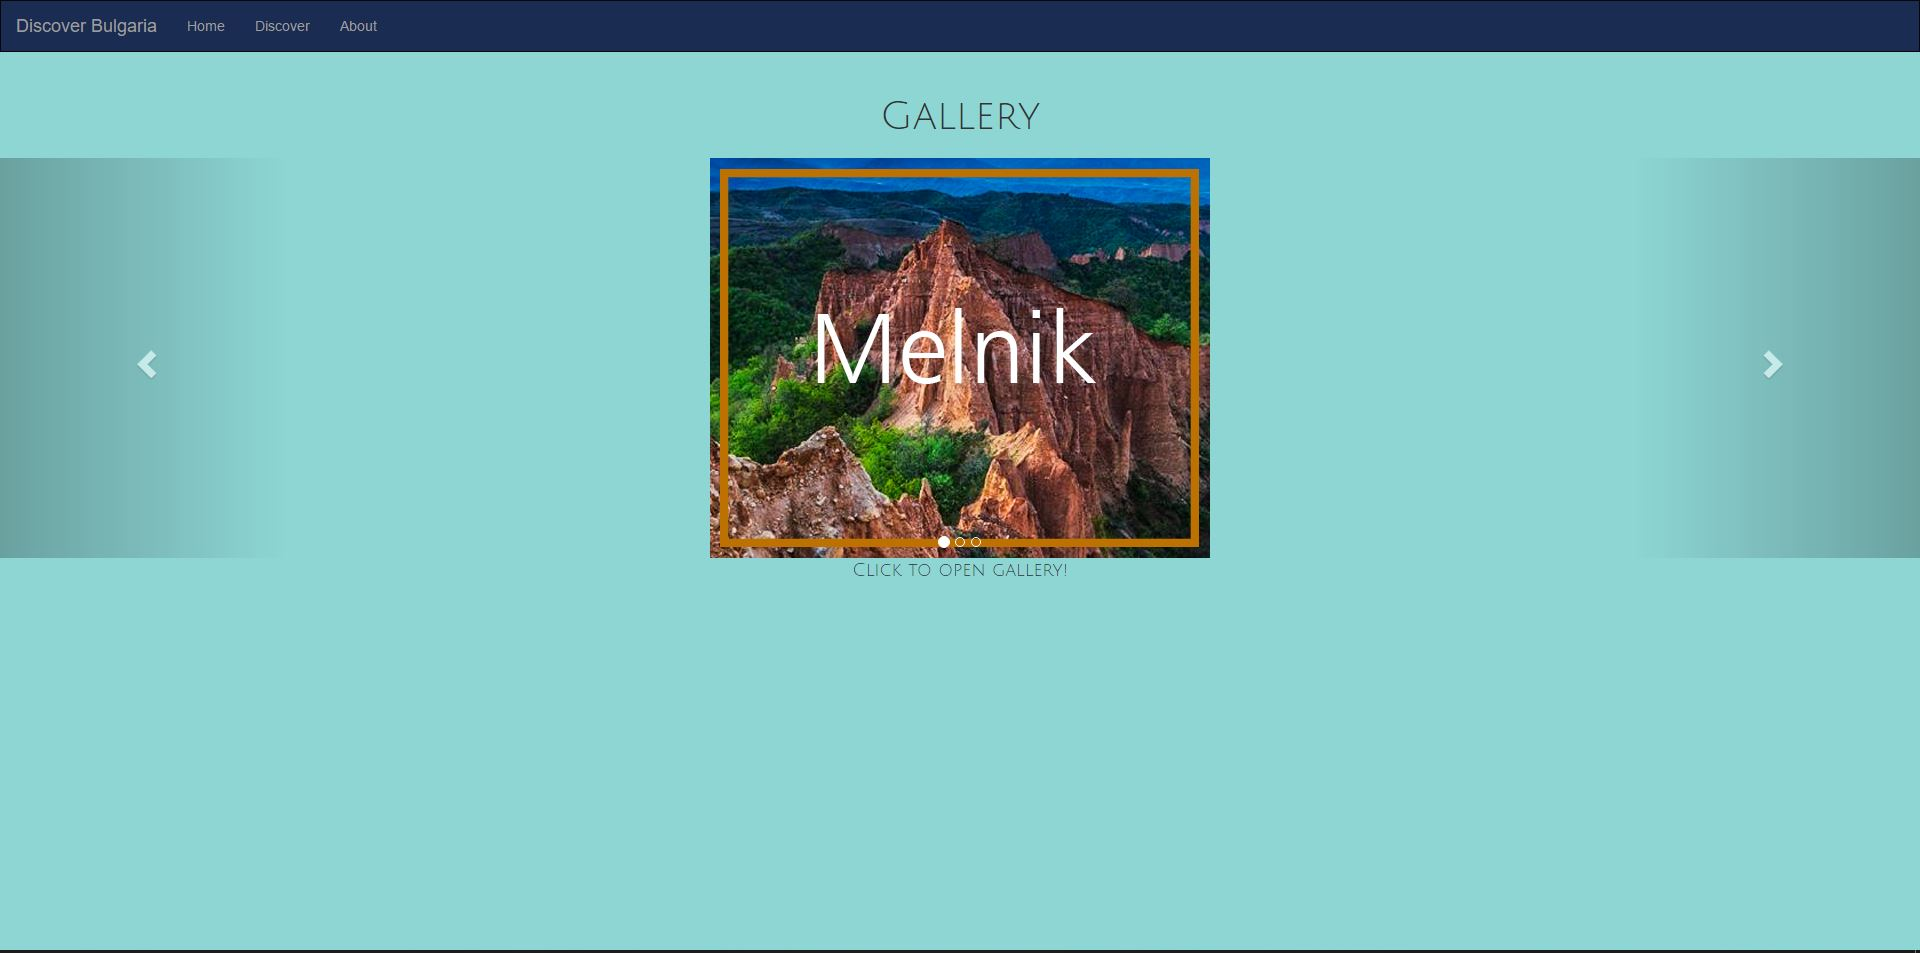 Discover Bulgaria Home Discover About
Gallery
Melnik
Click to open gallery!